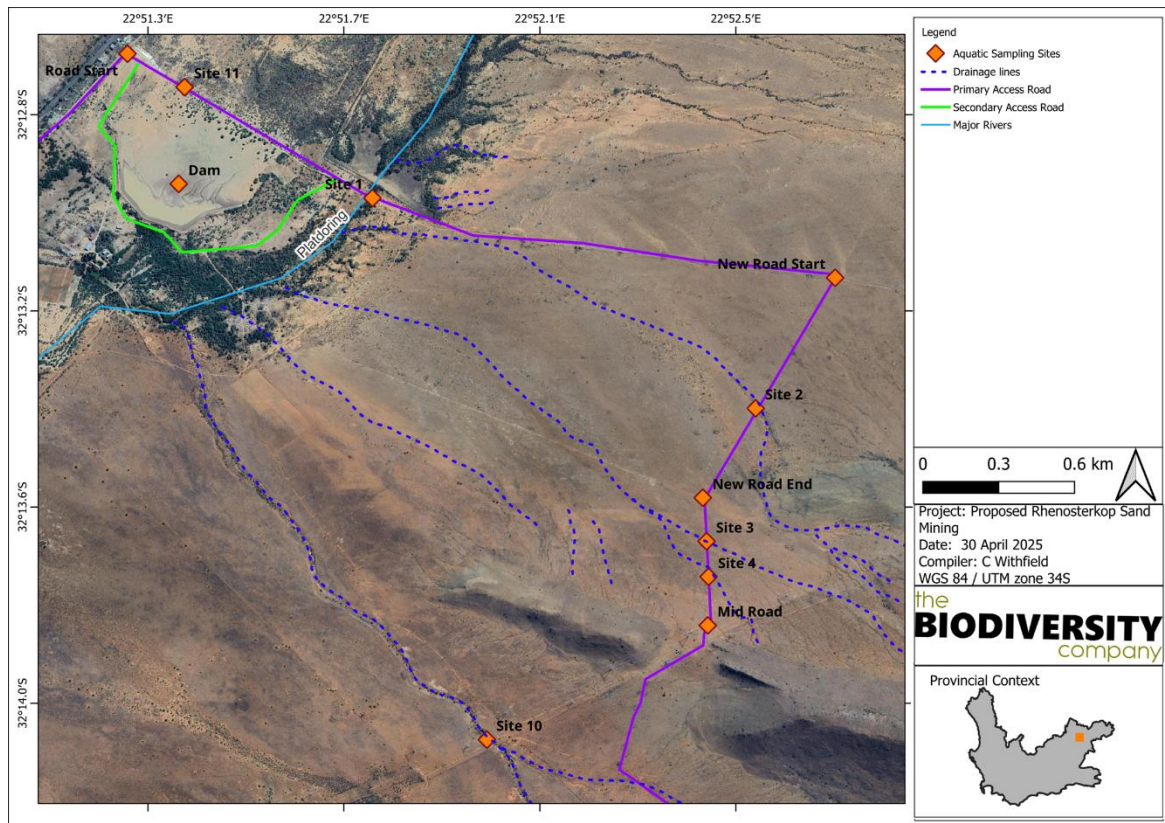 22°51.3'E
22°51.7'E
22°52.1'E
22°52.5'E
32°12.8'S
32°13.2'S
32°13.6'S
32°14.0'S
Road Start
Site 11
Dam
Site 1
Platdoring
New Road Start
Site 2
New Road End
Site 3
Site 4
Mid Road
Site 10
Legend
Aquatic Sampling Sites
Drainage lines
Primary Access Road
Secondary Access Road
Major Rivers
0 0.3 0.6 km
Project: Proposed Rhenosterkop Sand
Mining
Date: 30 April 2025
Compiler: C Withfield
WGS 84 / UTM zone 34S
the
BIODIVERSITY
company
Provincial Context